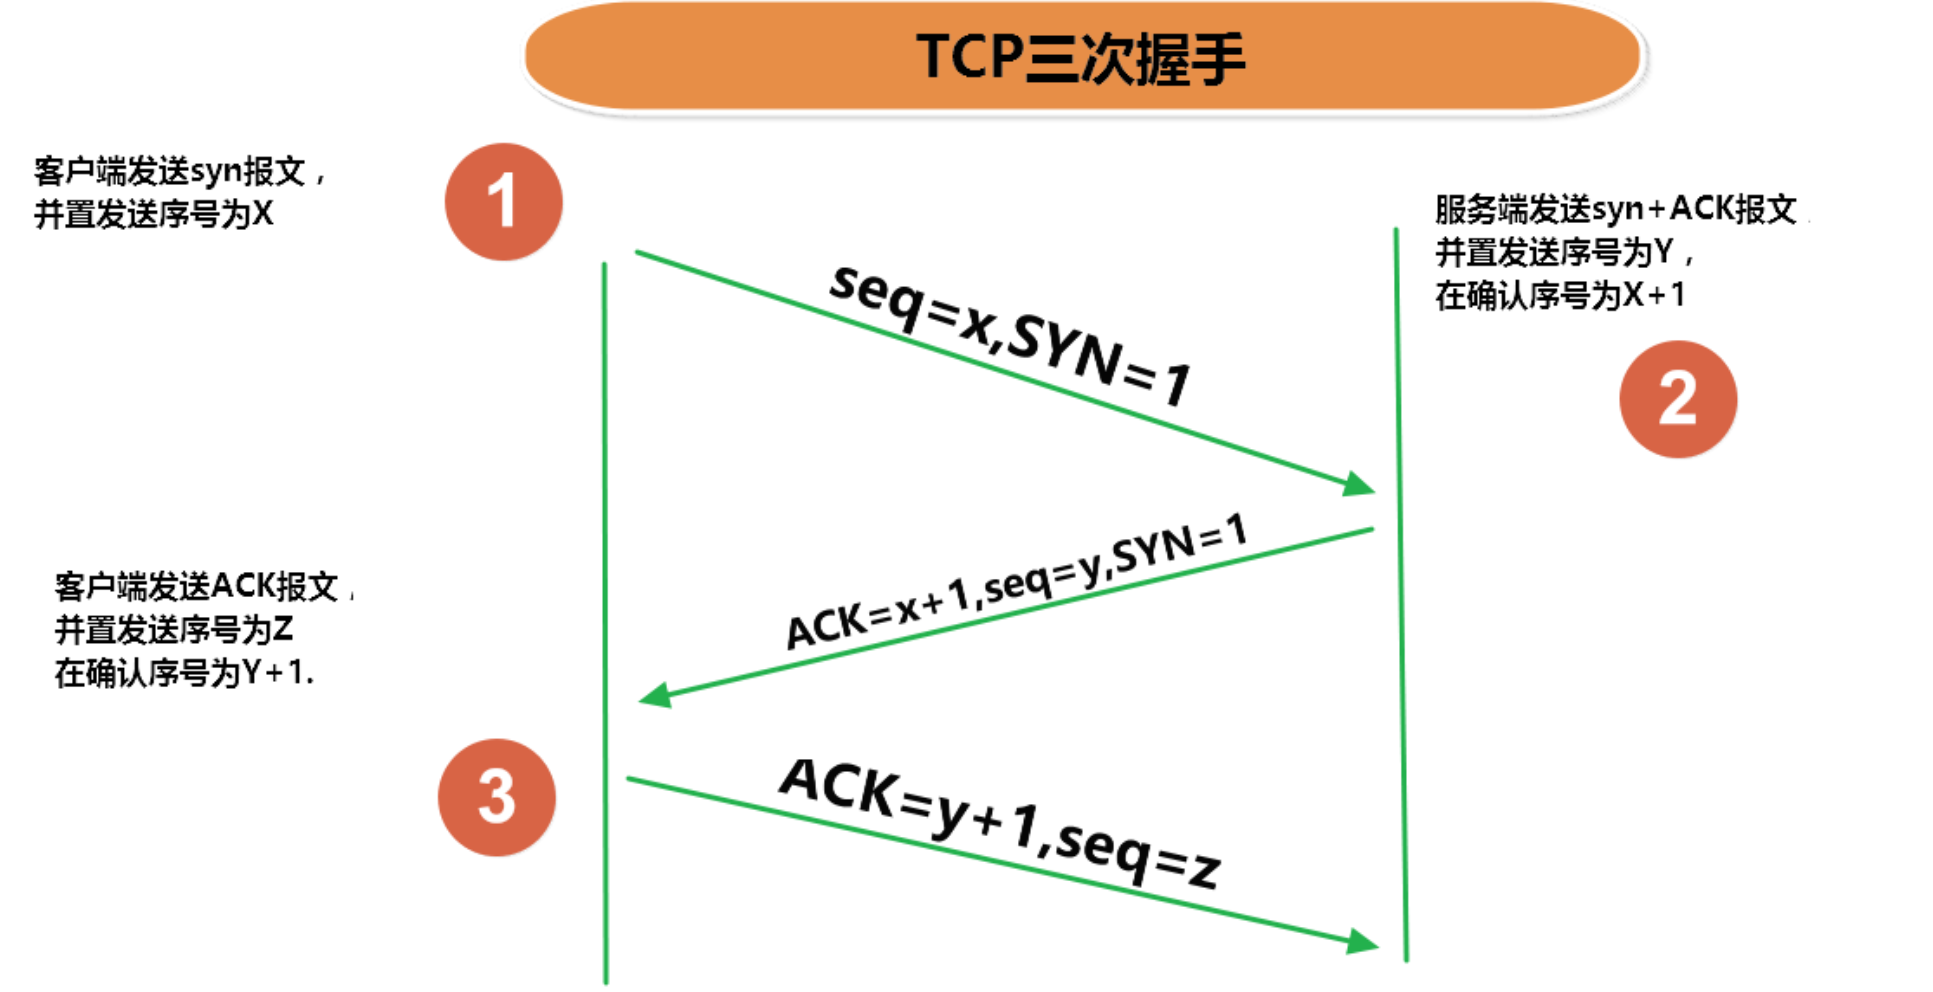 TCP三次握手
客户端发送syn报文，
并置发送序号为X
1
服务端发送syn+ACK报文
并置发送序号为Y，
在确认序号为X+1
2
seq=x,SYN=1
ACK=x+1,seq=y,SYN=1
客户端发送ACK报文，
并置发送序号为Z
在确认序号为Y+1.
3
ACK=y+1,seq=z